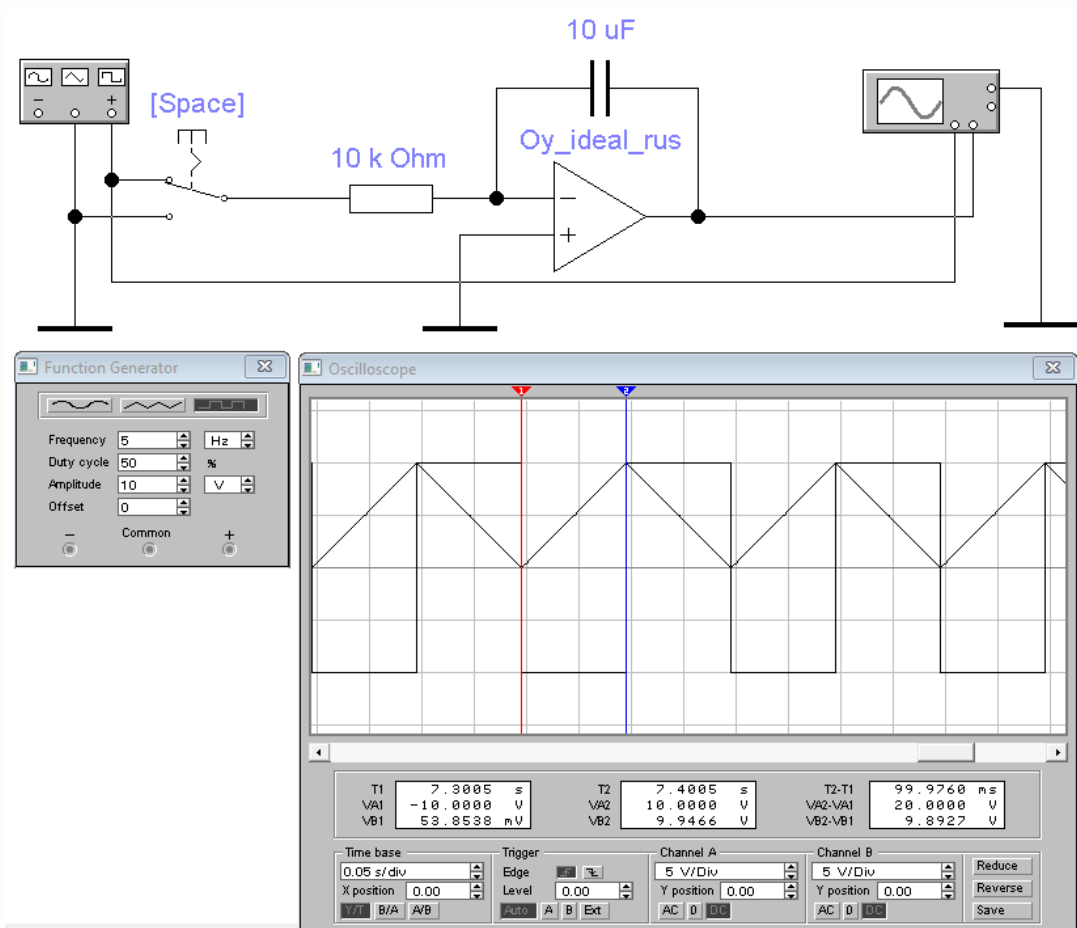 10 uF
[Space]
Oy_ideal_rus
10 k Ohm
− +
−
+
Function Generator
Frequency 5 Hz
Duty cycle 50 %
Amplitude 10 V
Offset 0
− Common +
Oscilloscope
1 2
T1 7.3005 s
VA1 -10.0000 V
VB1 53.8538 mV
T2 7.4005 s
VA2 10.0000 V
VB2 9.9466 V
T2-T1 99.9760 ms
VA2-VA1 20.0000 V
VB2-VB1 9.8927 V
Time base
0.05 s/div
X position 0.00
Y/T B/A A/B
Trigger
Edge
Level 0.00
Auto A B Ext
Channel A
5 V/Div
Y position 0.00
AC 0 DC
Channel B
5 V/Div
Y position 0.00
AC 0 DC
Reduce
Reverse
Save